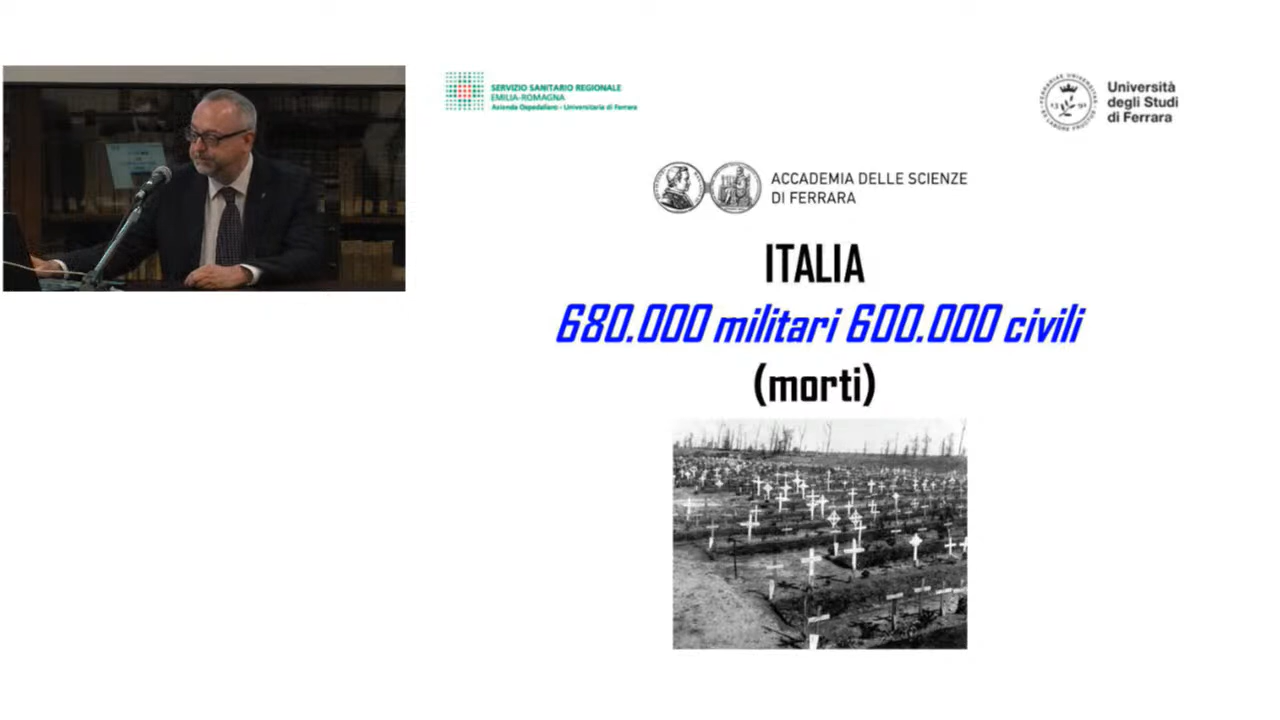 SERVIZIO SANITARIO REGIONALE
EMILIA-ROMAGNA
Azienda Ospedaliero - Universitaria di Ferrara
Università
degli Studi
di Ferrara
ACCADEMIA DELLE SCIENZE
DI FERRARA
ITALIA
680.000 militari 600.000 civili
(morti)